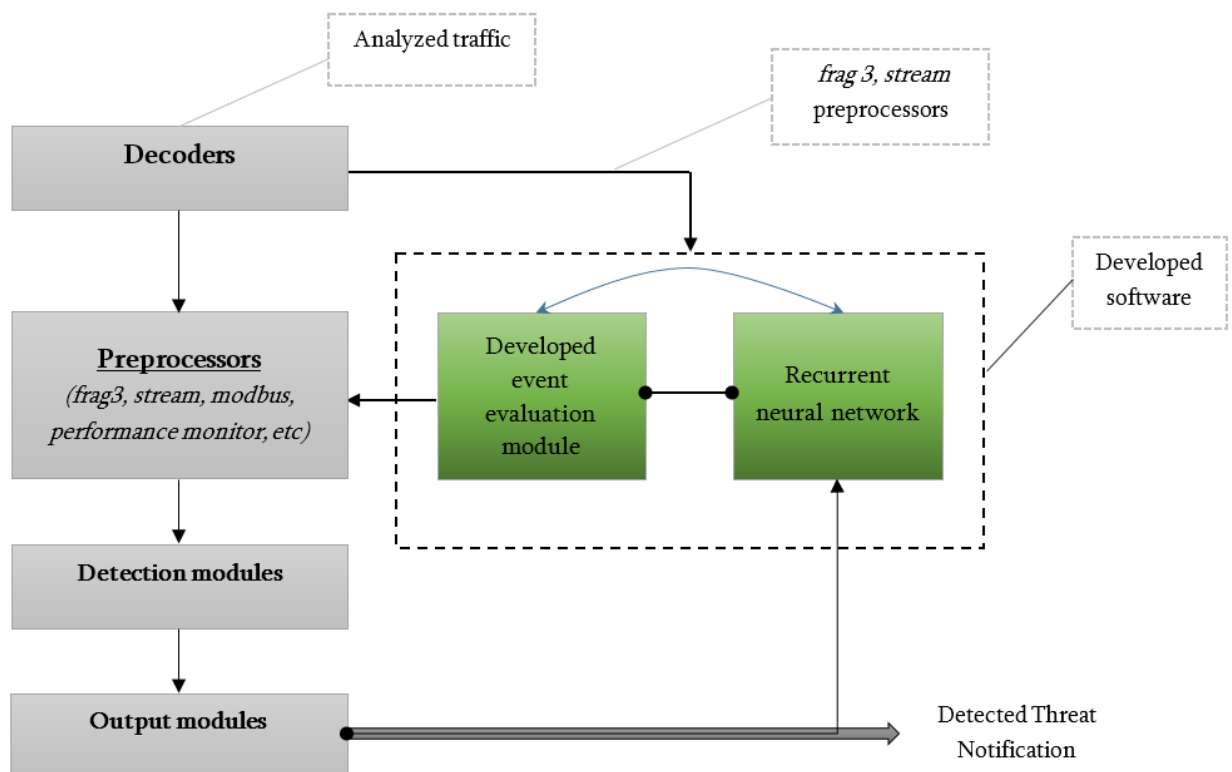 Analyzed traffic
frag 3, stream
preprocessors
Decoders
Developed
software
Preprocessors
(frag3, stream, modbus,
performance monitor, etc)
Developed
event
evaluation
module
Recurrent
neural network
Detection modules
Output modules
Detected Threat
Notification